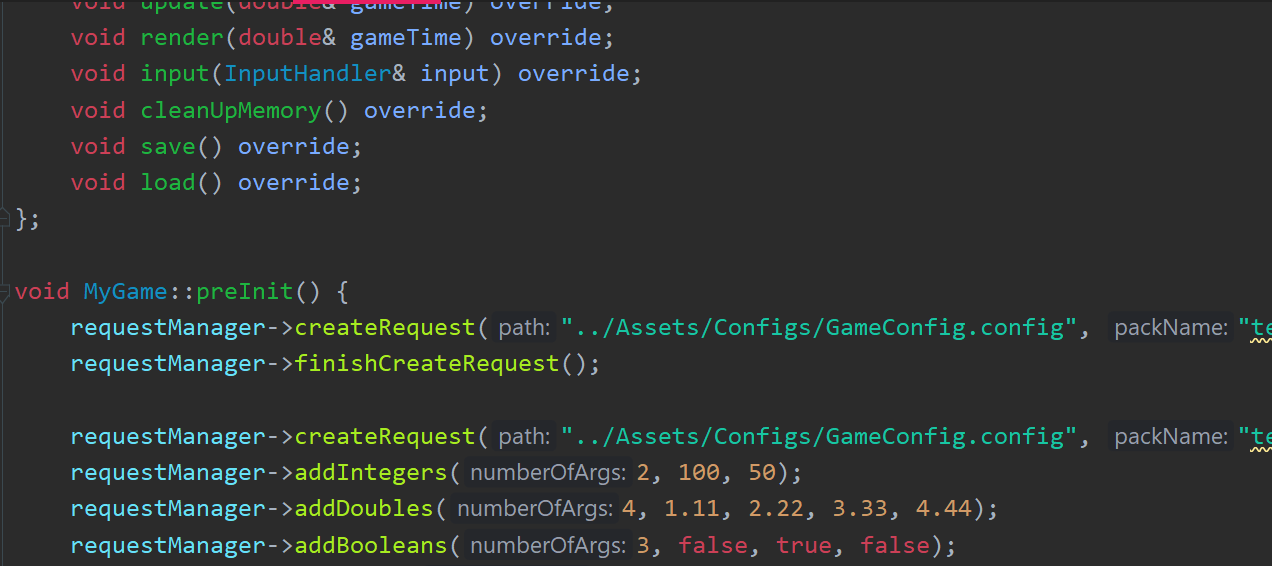 void update(double& gameTime) override;
void render(double& gameTime) override;
void input(InputHandler& input) override;
void cleanUpMemory() override;
void save() override;
void load() override;
};
void MyGame::preInit() {
requestManager->createRequest( path: "../Assets/Configs/GameConfig.config", packName: "te
requestManager->finishCreateRequest();
requestManager->createRequest( path: "../Assets/Configs/GameConfig.config", packName: "te
requestManager->addIntegers( numberOfArgs: 2, 100, 50);
requestManager->addDoubles( numberOfArgs: 4, 1.11, 2.22, 3.33, 4.44);
requestManager->addBooleans( numberOfArgs: 3, false, true, false);